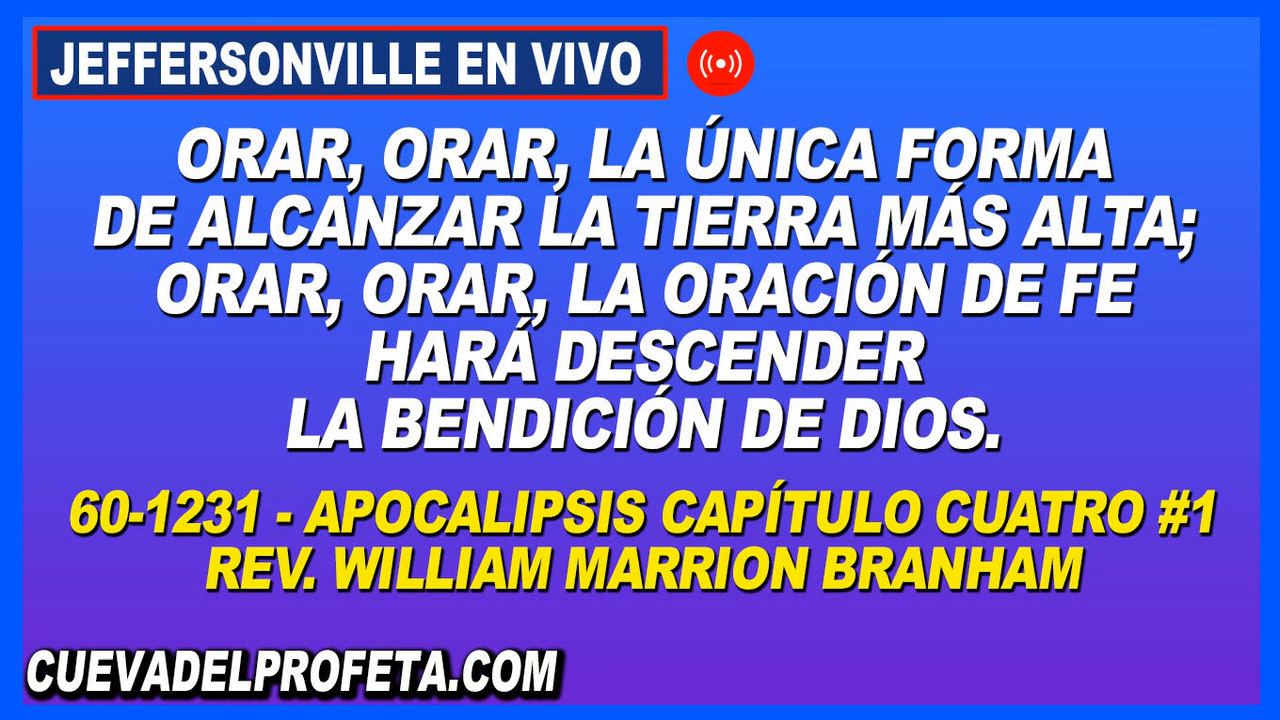 JEFFERSONVILLE EN VIVO
ORAR, ORAR, LA ÚNICA FORMA
DE ALCANZAR LA TIERRA MÁS ALTA;
ORAR, ORAR, LA ORACIÓN DE FE
HARÁ DESCENDER
LA BENDICIÓN DE DIOS.
60-1231 - APOCALIPSIS CAPÍTULO CUATRO #1
REV. WILLIAM MARRION BRANHAM
CUEVADELPROFETA.COM